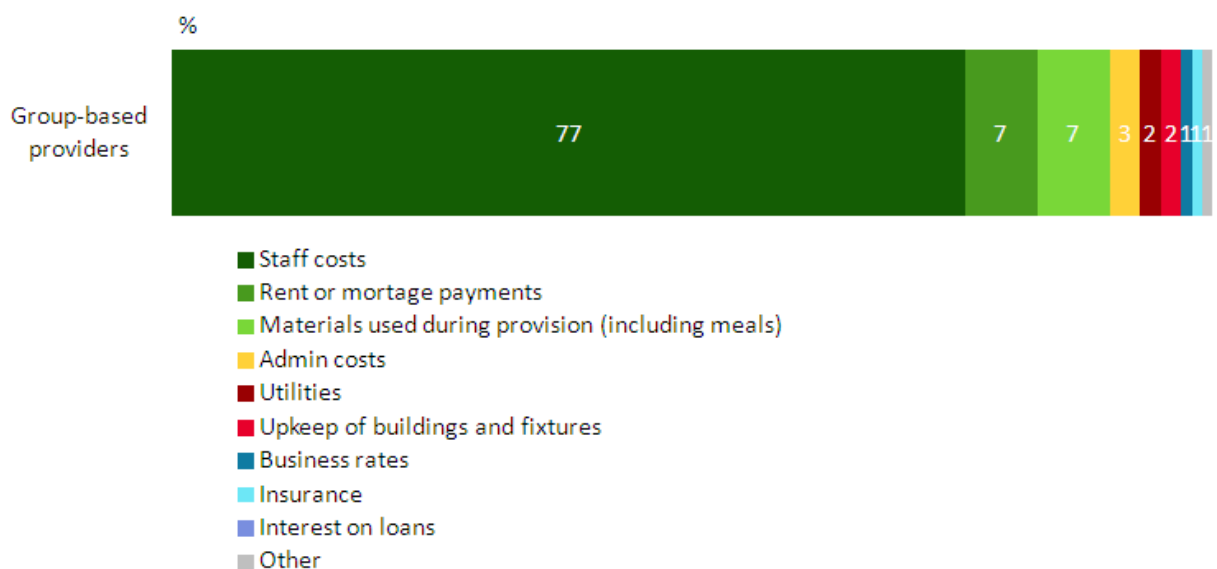 %
Group-based
providers
77
7
7
3
2
2
1
1
1
Staff costs
Rent or mortage payments
Materials used during provision (including meals)
Admin costs
Utilities
Upkeep of buildings and fixtures
Business rates
Insurance
Interest on loans
Other